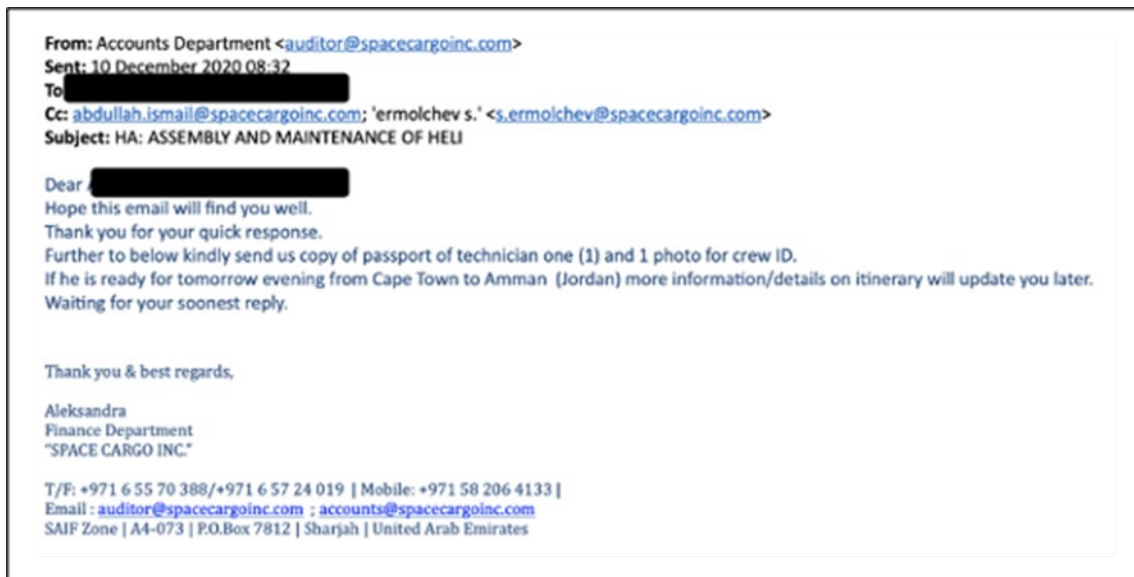 From: Accounts Department <auditor@spacecargoinc.com>
Sent: 10 December 2020 08:32
To
Cc: abdullah.ismail@spacecargoinc.com; 'ermolchev s.' <s.ermolchev@spacecargoinc.com>
Subject: HA: ASSEMBLY AND MAINTENANCE OF HELI
Dear
Hope this email will find you well.
Thank you for your quick response.
Further to below kindly send us copy of passport of technician one (1) and 1 photo for crew ID.
If he is ready for tomorrow evening from Cape Town to Amman (Jordan) more information/details on itinerary will update you later.
Waiting for your soonest reply.
Thank you & best regards,
Aleksandra
Finance Department
"SPACE CARGO INC."
T/F: +971 6 55 70 388/+971 6 57 24 019 | Mobile: +971 58 206 4133 |
Email : auditor@spacecargoinc.com ; accounts@spacecargoinc.com
SAIF Zone | A4-073 | P.O.Box 7812 | Sharjah | United Arab Emirates